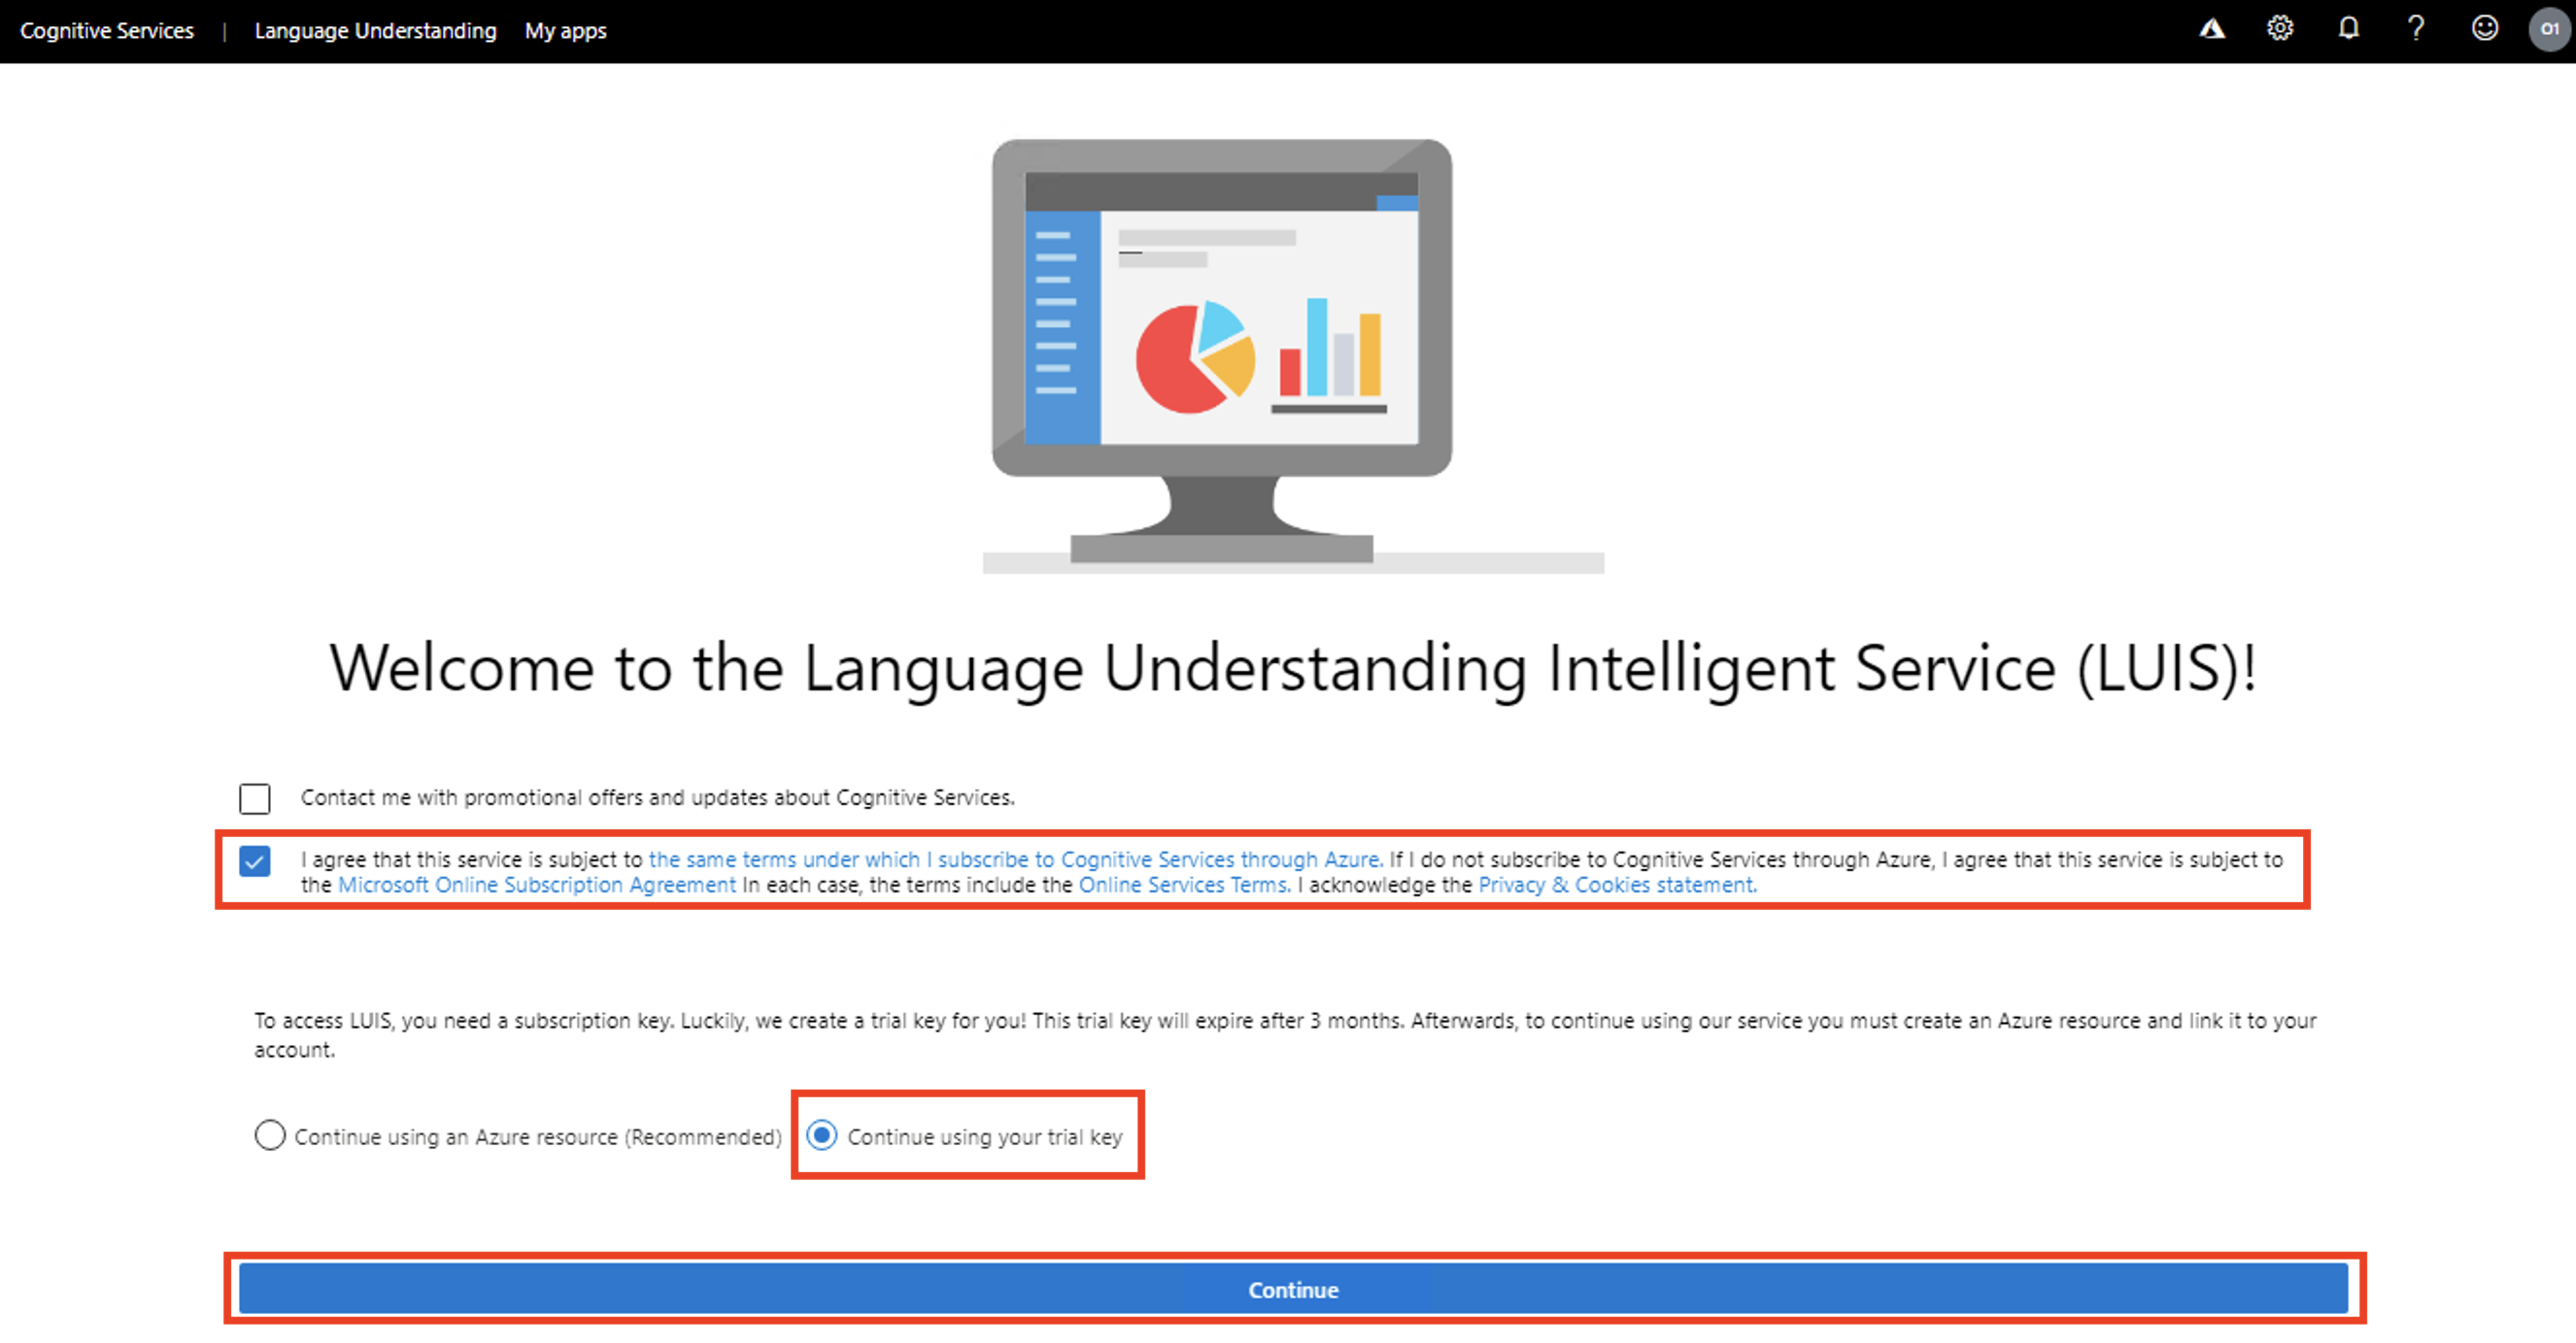 Cognitive Services | Language Understanding My apps ? 01
Welcome to the Language Understanding Intelligent Service (LUIS)!
Contact me with promotional offers and updates about Cognitive Services.
I agree that this service is subject to the same terms under which I subscribe to Cognitive Services through Azure. If I do not subscribe to Cognitive Services through Azure, I agree that this service is subject to
the Microsoft Online Subscription Agreement In each case, the terms include the Online Services Terms. I acknowledge the Privacy & Cookies statement.
To access LUIS, you need a subscription key. Luckily, we create a trial key for you! This trial key will expire after 3 months. Afterwards, to continue using our service you must create an Azure resource and link it to your
account.
Continue using an Azure resource (Recommended) Continue using your trial key
Continue